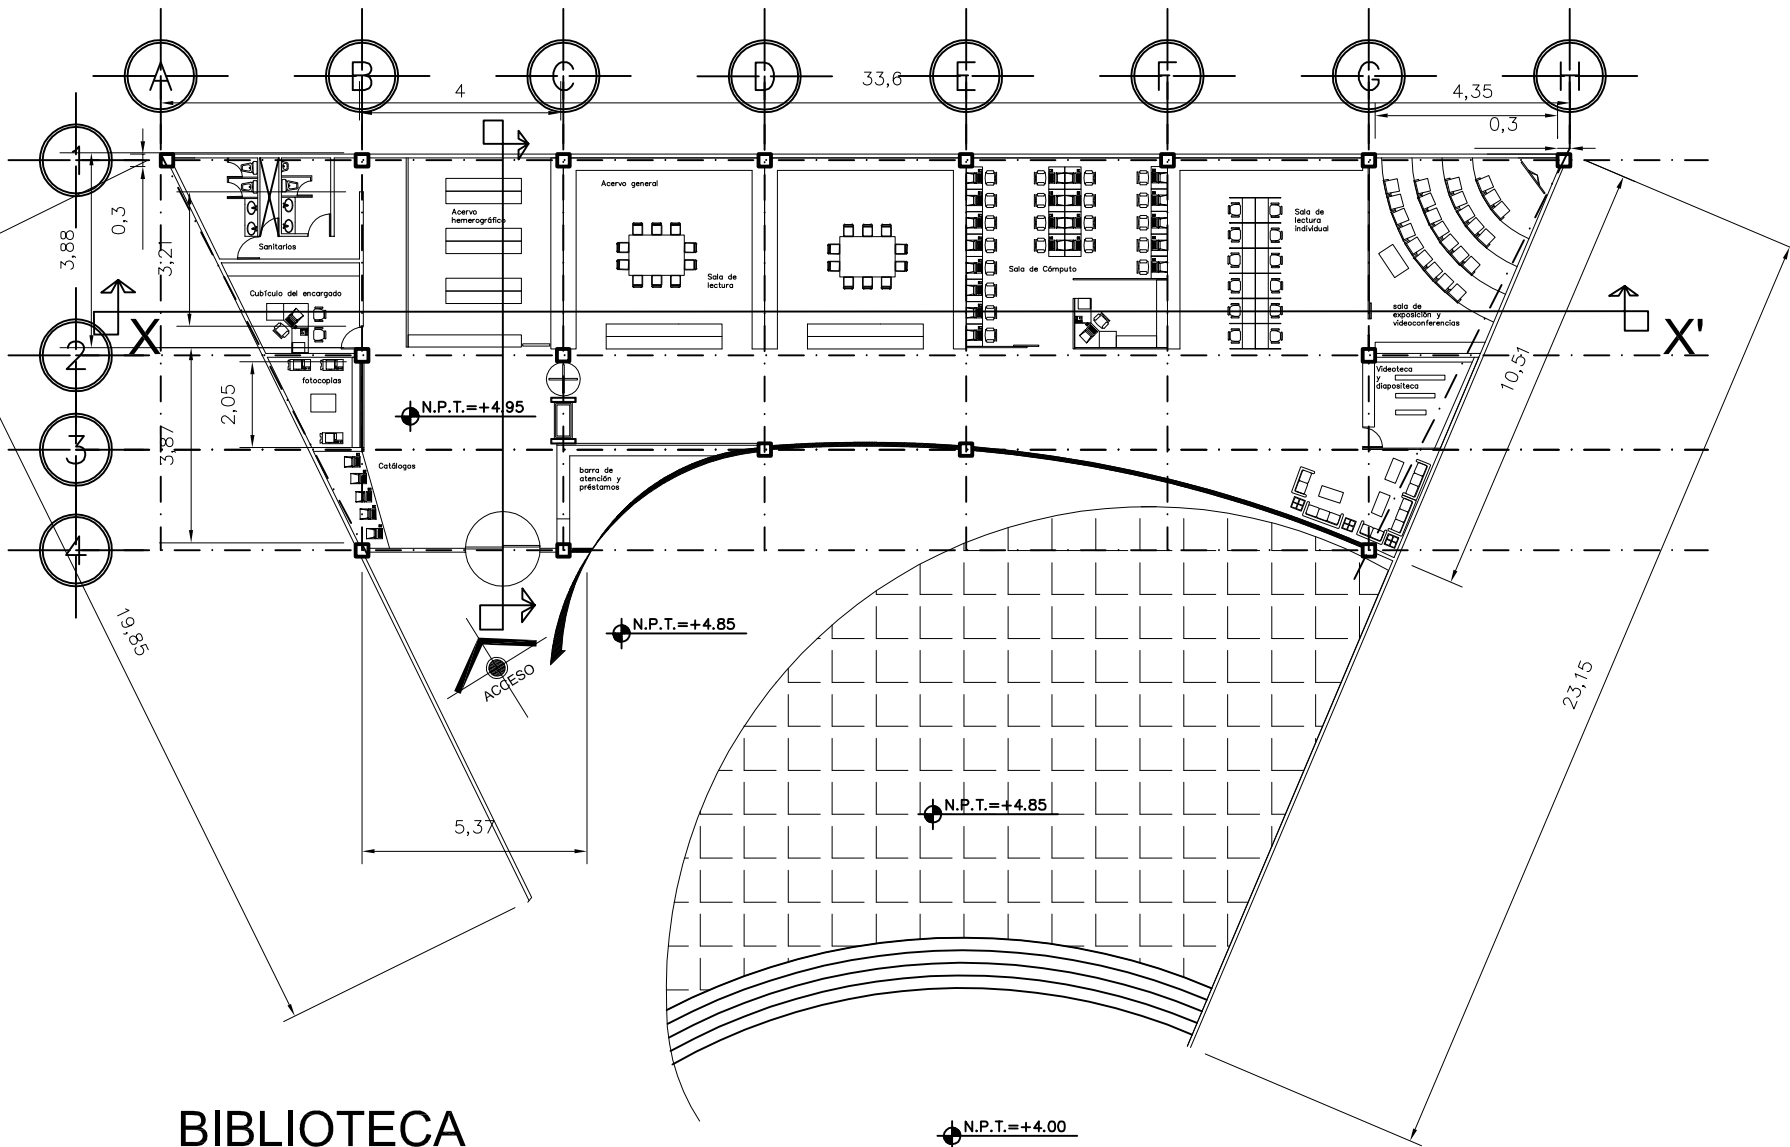 A B C D E F G H
33,6
4
4,35
0,3
1
0,3
3,88
3,21
Sanitarios
Acervo
hemerográfico
Acervo general
Sala de
lectura
Sala de Cómputo
Sala de
lectura
individual
Cubículo del encargado
sala de
exposición y
videoconferencias
X
X'
2
fotocopias
Videoteca
y
diapositeca
10,51
2,05
N.P.T.=+4.95
3
3,87
Catálogos
barra de
atención y
préstamos
4
19,85
N.P.T.=+4.85
ACCESO
23,15
N.P.T.=+4.85
5,37
BIBLIOTECA
N.P.T.=+4.00